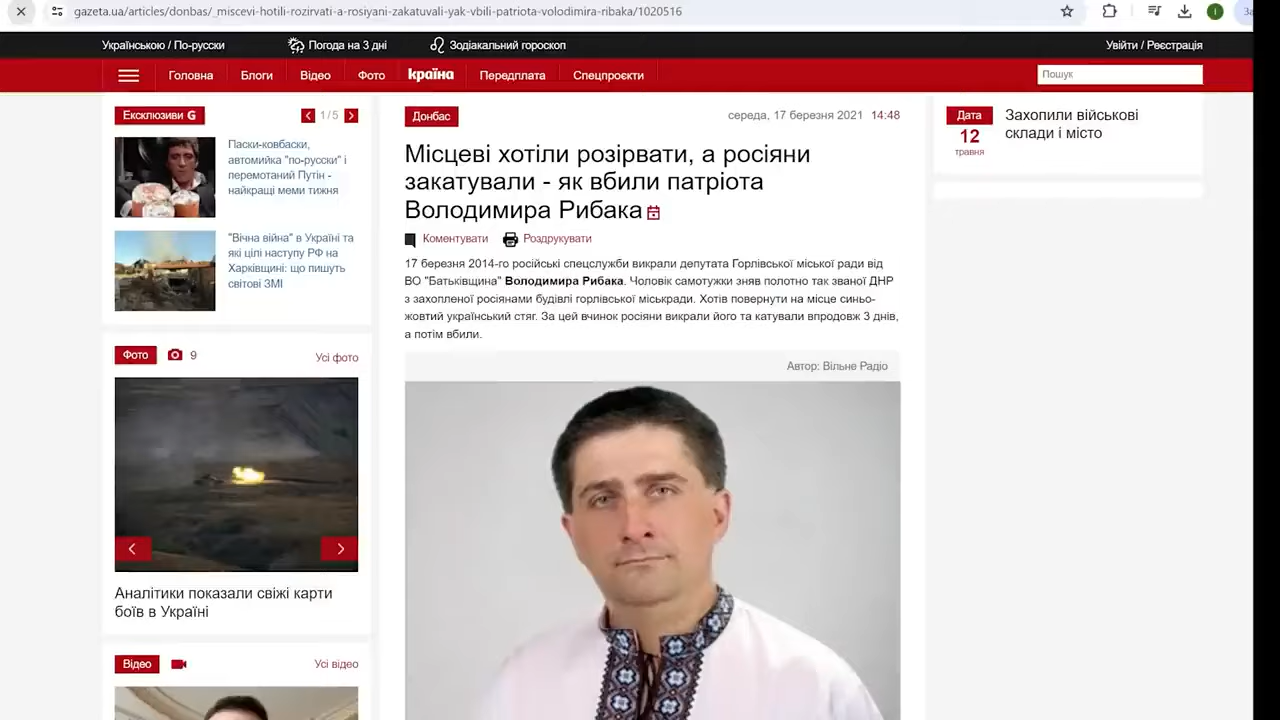 gazeta.ua/articles/donbas/_miscevi-hotili-rozirvati-a-rosiyani-zakatuvali-yak-vbili-patriota-volodimira-ribaka/1020516
Українською / По-русски
Погода на 3 дні
Зодіакальний гороскоп
Увійти / Реєстрація
Головна
Блоги
Відео
Фото
країна
Передплата
Спецпроєкти
Пошук
Ексклюзиви G
1/5
Паски-ковбаски,
автомийка "по-русски" і
перемотаний Путін -
найкращі меми тижня
"Вічна війна" в Україні та
які цілі наступу РФ на
Харківщині: що пишуть
світові ЗМІ
Фото
9
Усі фото
Аналітики показали свіжі карти
боїв в Україні
Відео
Усі відео
Донбас
середа, 17 березня 2021 14:48
Місцеві хотіли розірвати, а росіяни
закатували - як вбили патріота
Володимира Рибака
Коментувати
Роздрукувати
17 березня 2014-го російські спецслужби викрали депутата Горлівської міської ради від
ВО "Батьківщина" Володимира Рибака. Чоловік самотужки зняв полотно так званої ДНР
з захопленої росіянами будівлі горлівської міськради. Хотів повернути на місце синьо-
жовтий український стяг. За цей вчинок росіяни викрали його та катували впродовж 3 днів,
а потім вбили.
Автор: Вільне Радіо
Дата
12
травня
Захопили військові
склади і місто